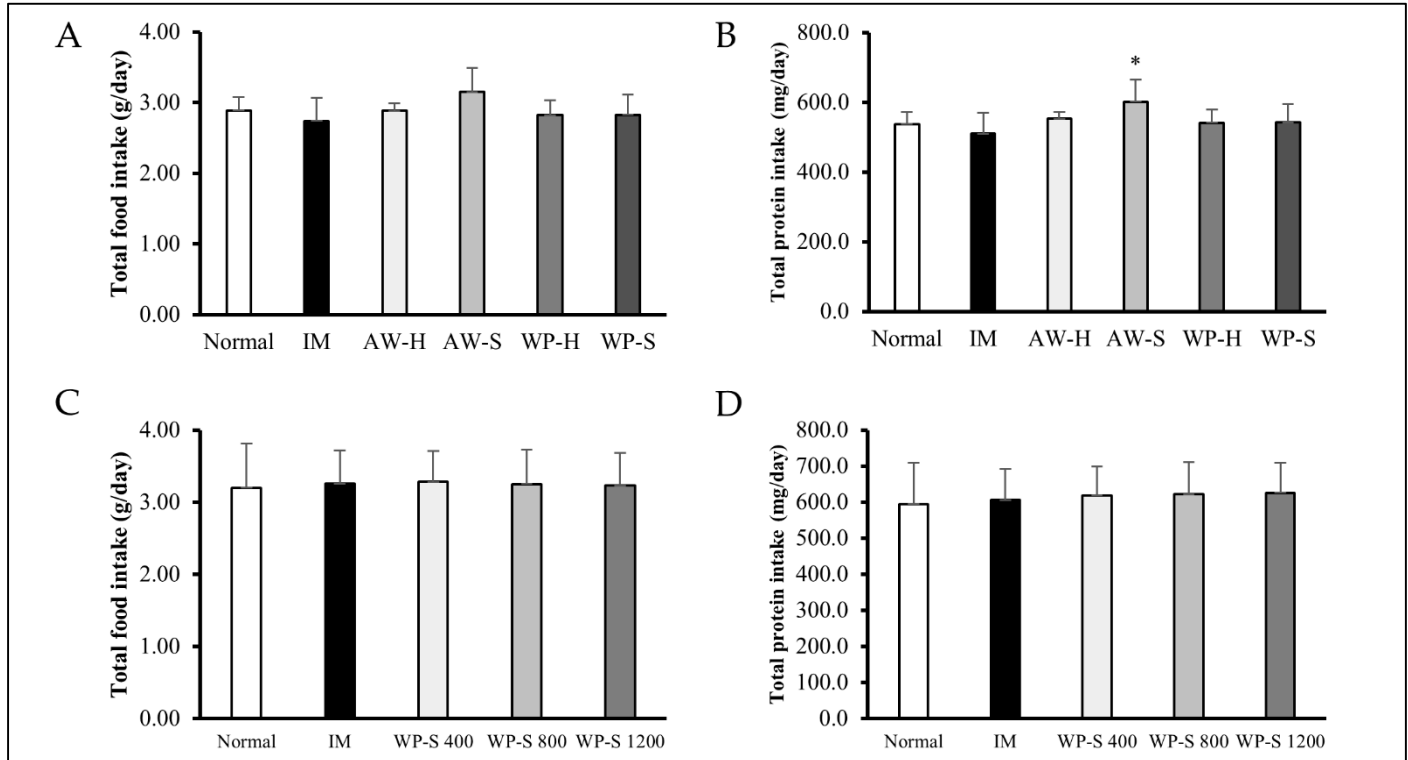 A
Total food intake (g/day)
4.00
3.00
2.00
1.00
0.00
Normal IM AW-H AW-S WP-H WP-S
B
Total protein intake (mg/day)
800.0
600.0
400.0
200.0
0.0
*
Normal IM AW-H AW-S WP-H WP-S
C
Total food intake (g/day)
4.00
3.00
2.00
1.00
0.00
Normal IM WP-S 400 WP-S 800 WP-S 1200
D
Total protein intake (mg/day)
800.0
700.0
600.0
500.0
400.0
300.0
200.0
100.0
0.0
Normal IM WP-S 400 WP-S 800 WP-S 1200